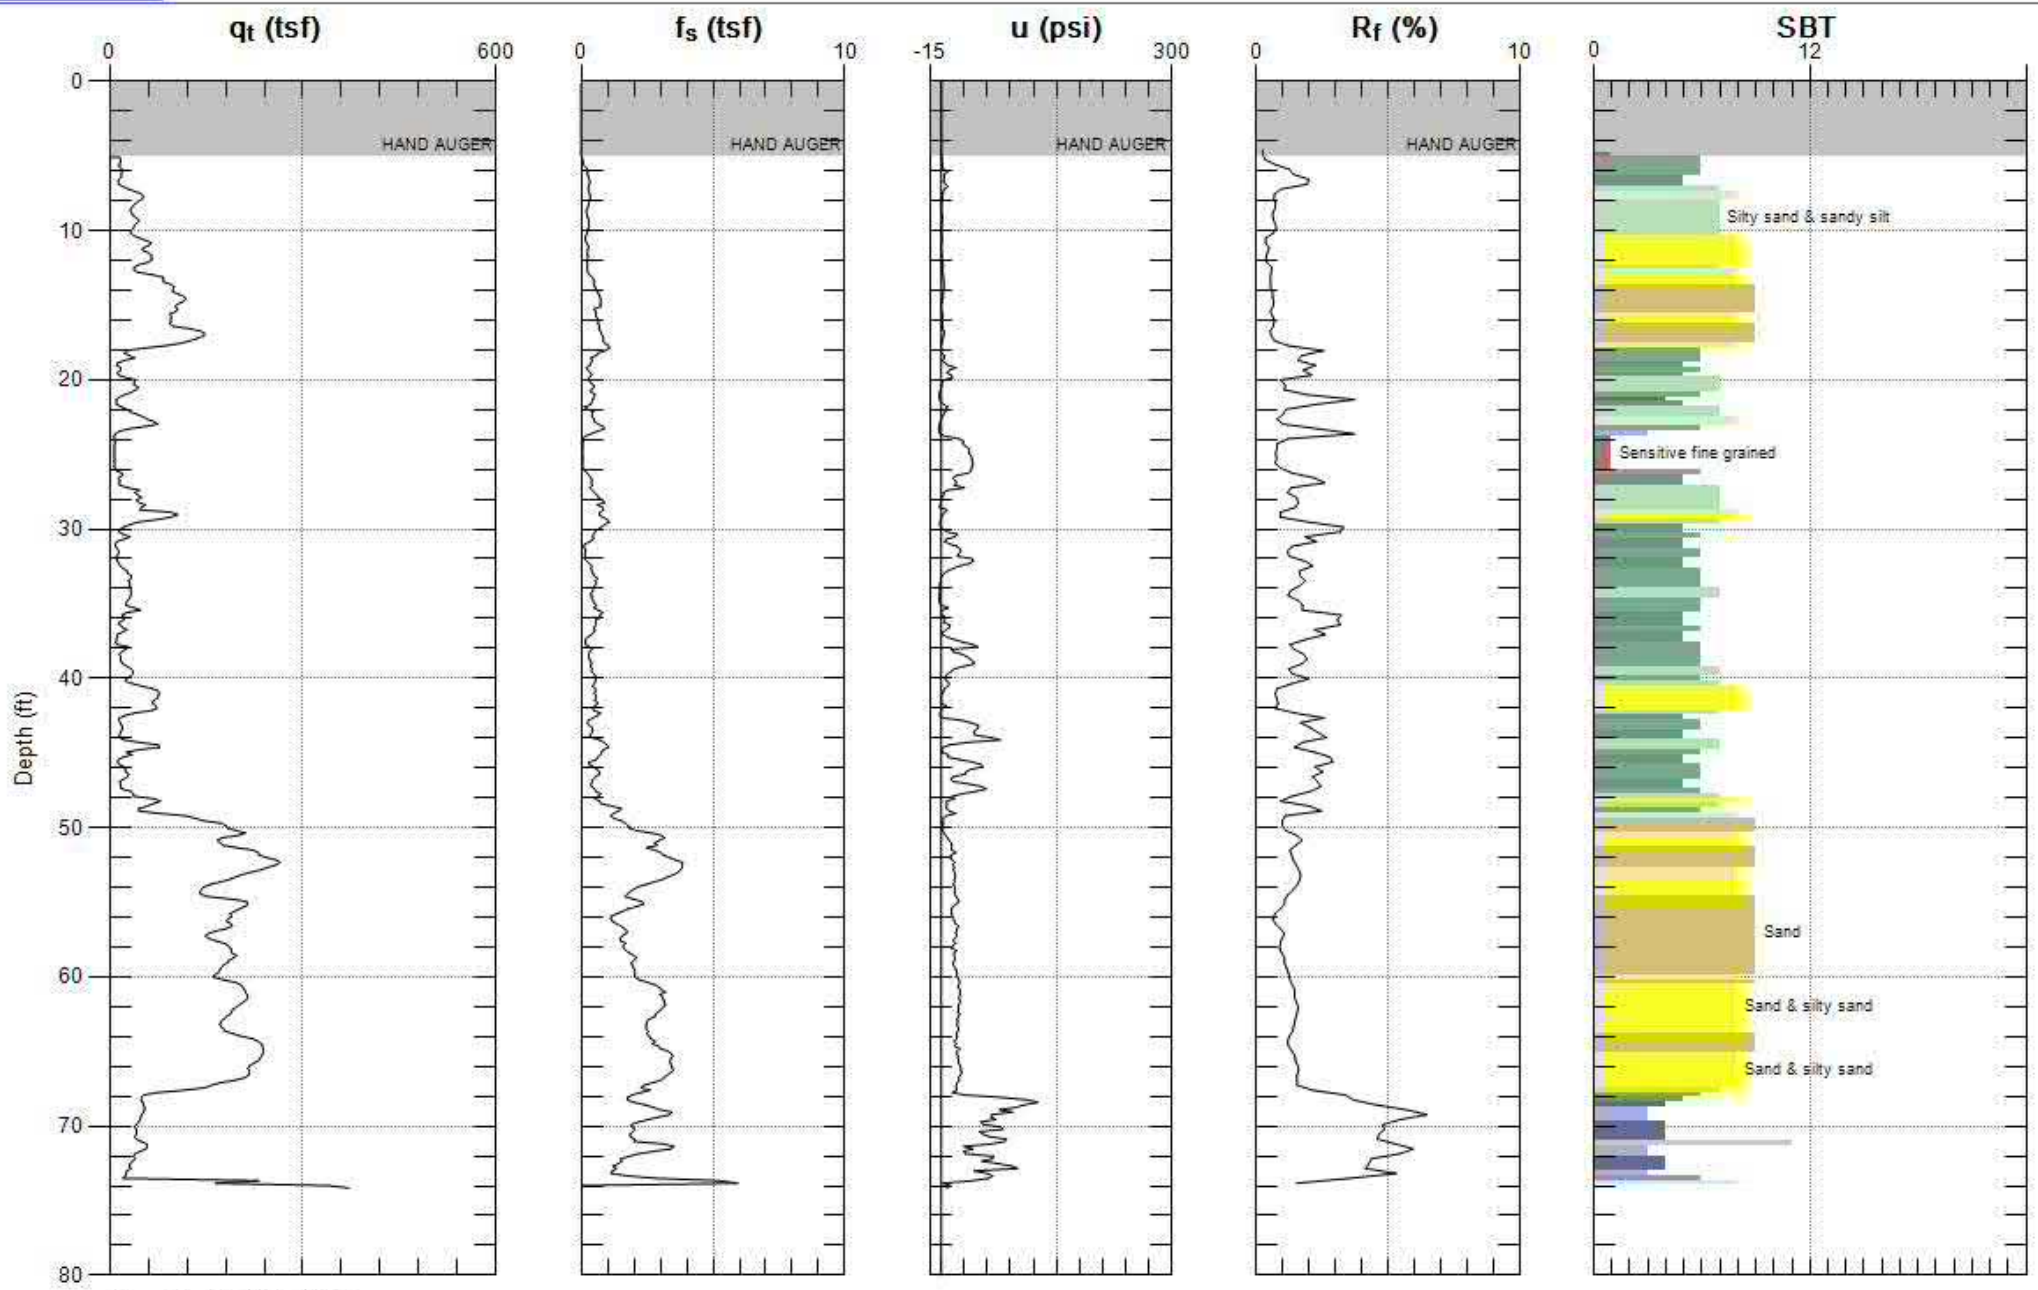 qt (tsf) fs (tsf) u (psi) Rf (%) SBT
0 600 0 10 -15 300 0 10 0 12
0
HAND AUGER HAND AUGER HAND AUGER HAND AUGER
Silty sand & sandy silt
10
20
Sensitive fine grained
30
40
Depth (ft)
50
Sand
60
Sand & silty sand
Sand & silty sand
70
80